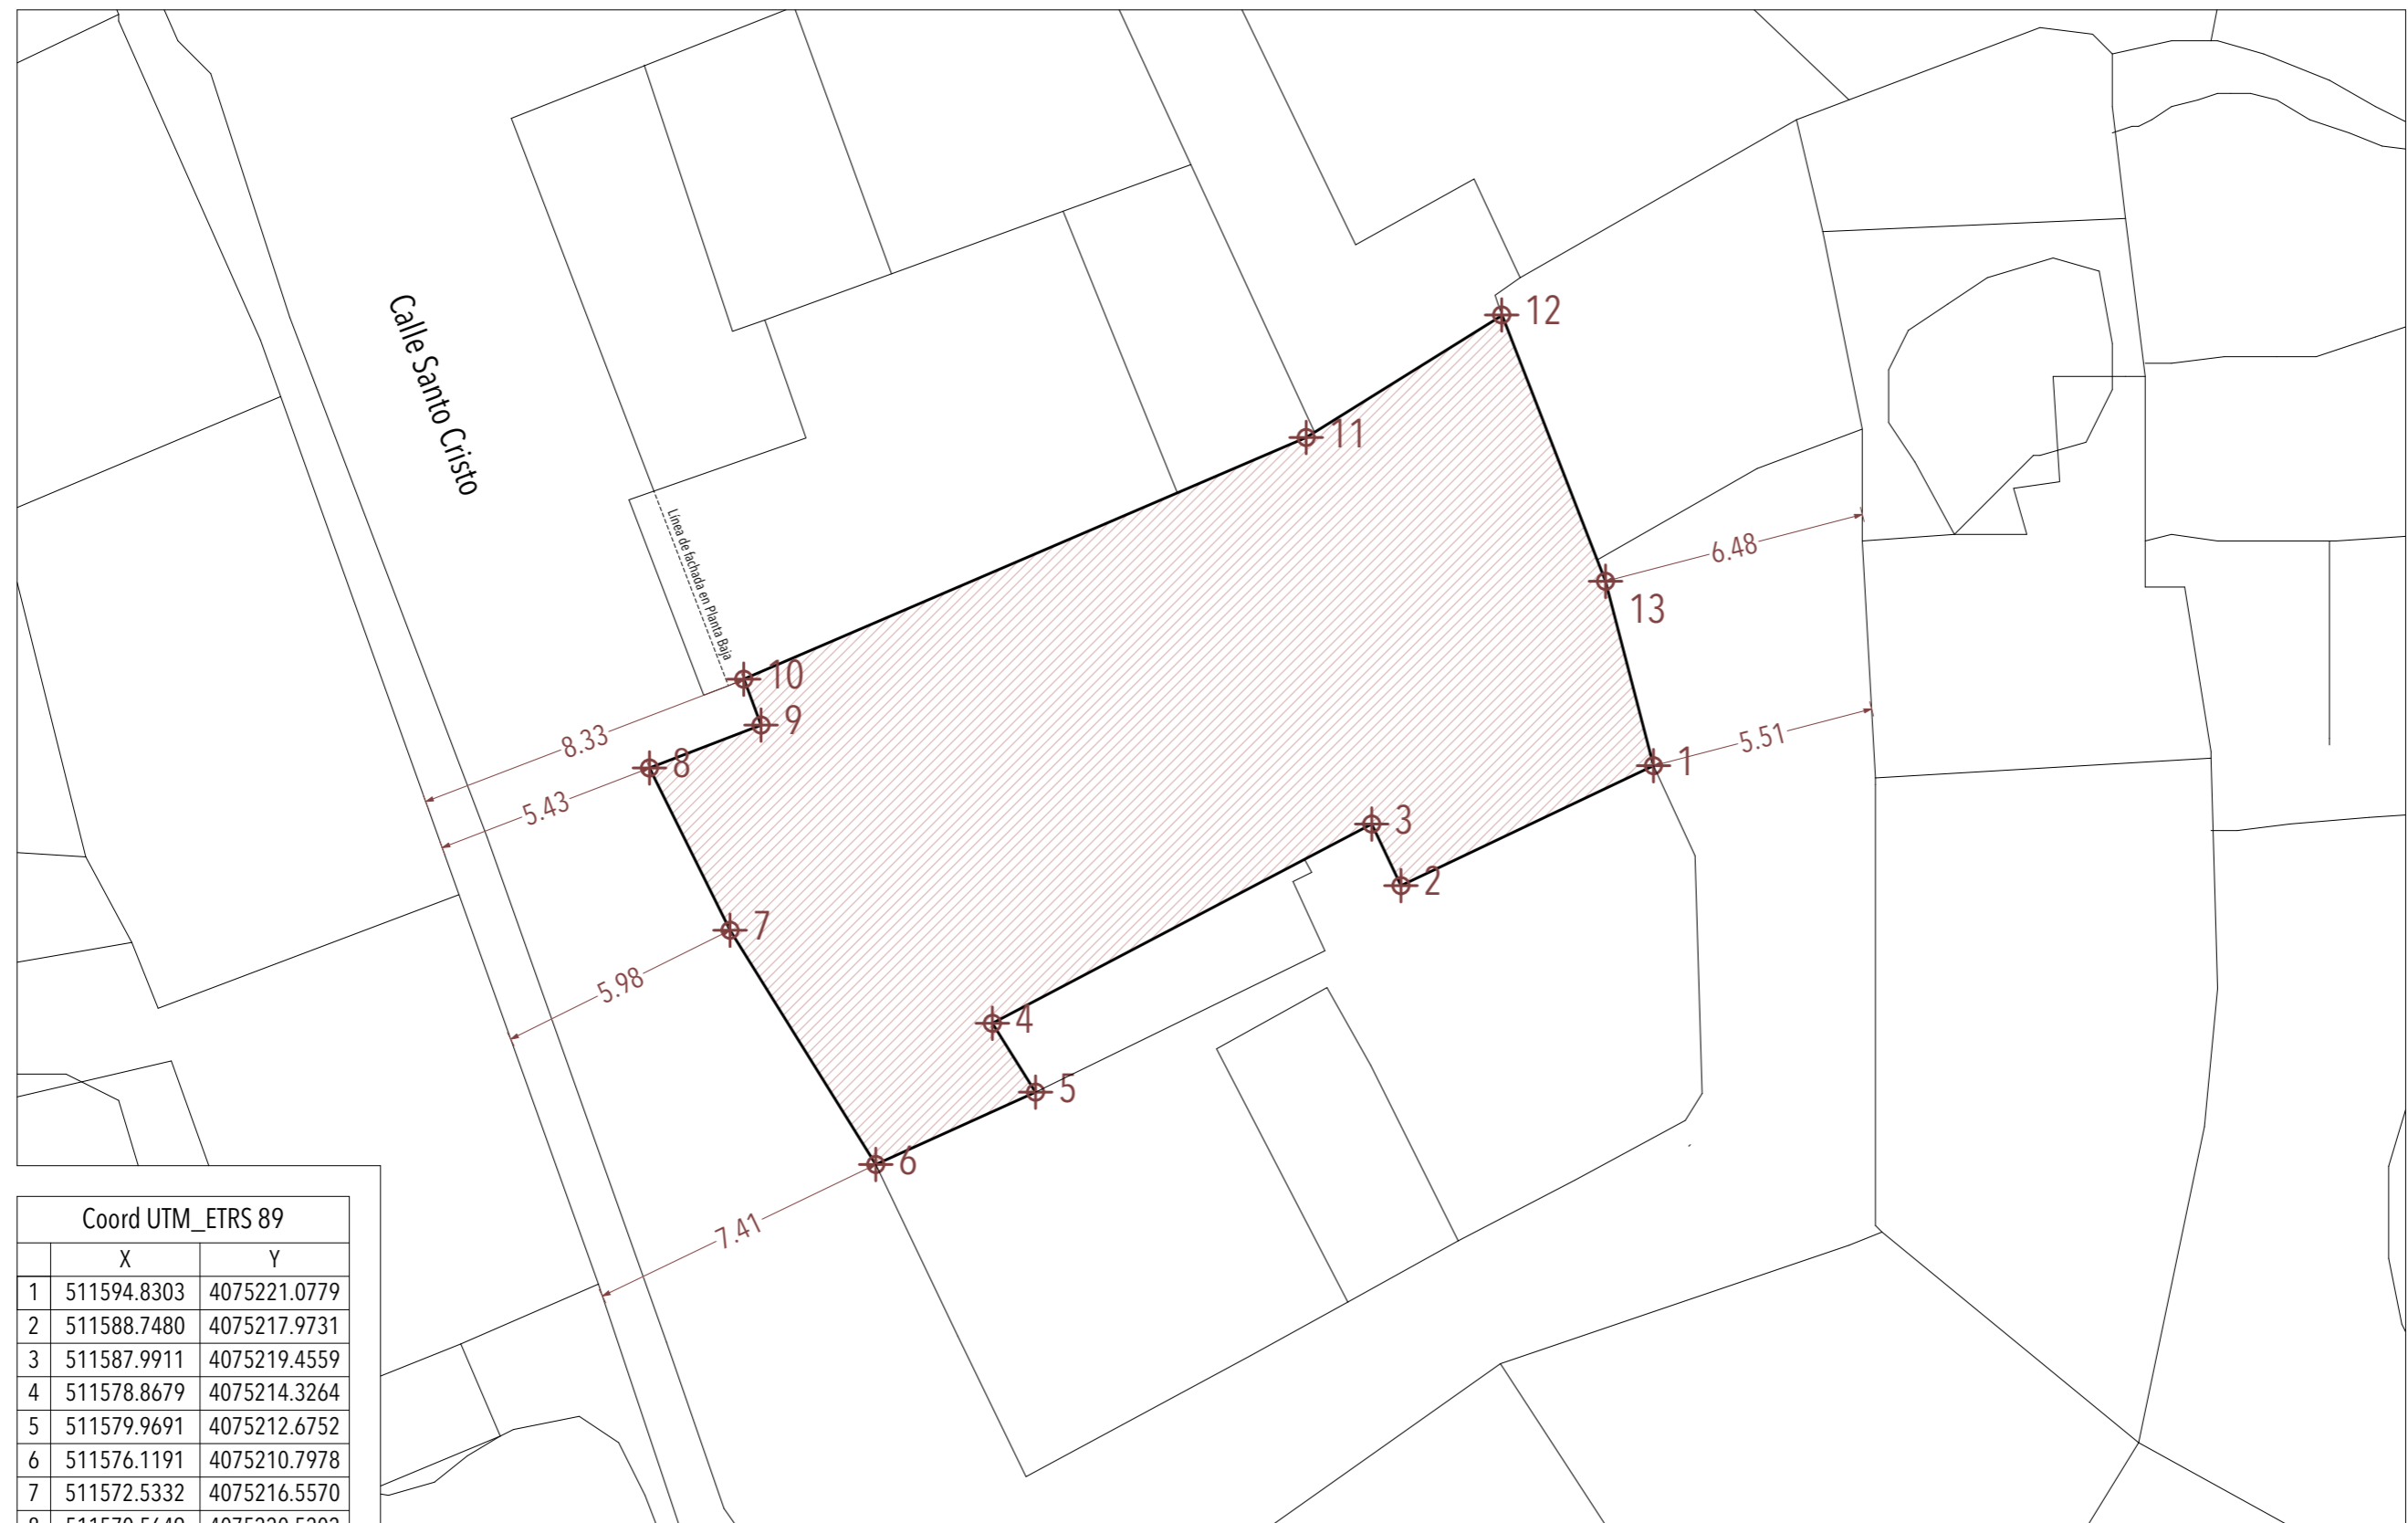 12
Calle Santo Cristo
11
Línea de fachada en Planta Baja
6.48
13
10
9
8.33
5.51
8
1
5.43
3
2
7
5.98
4
5
6
7.41
Coord UTM_ETRS 89
X Y
1 511594.8303 4075221.0779
2 511588.7480 4075217.9731
3 511587.9911 4075219.4559
4 511578.8679 4075214.3264
5 511579.9691 4075212.6752
6 511576.1191 4075210.7978
7 511572.5332 4075216.5570